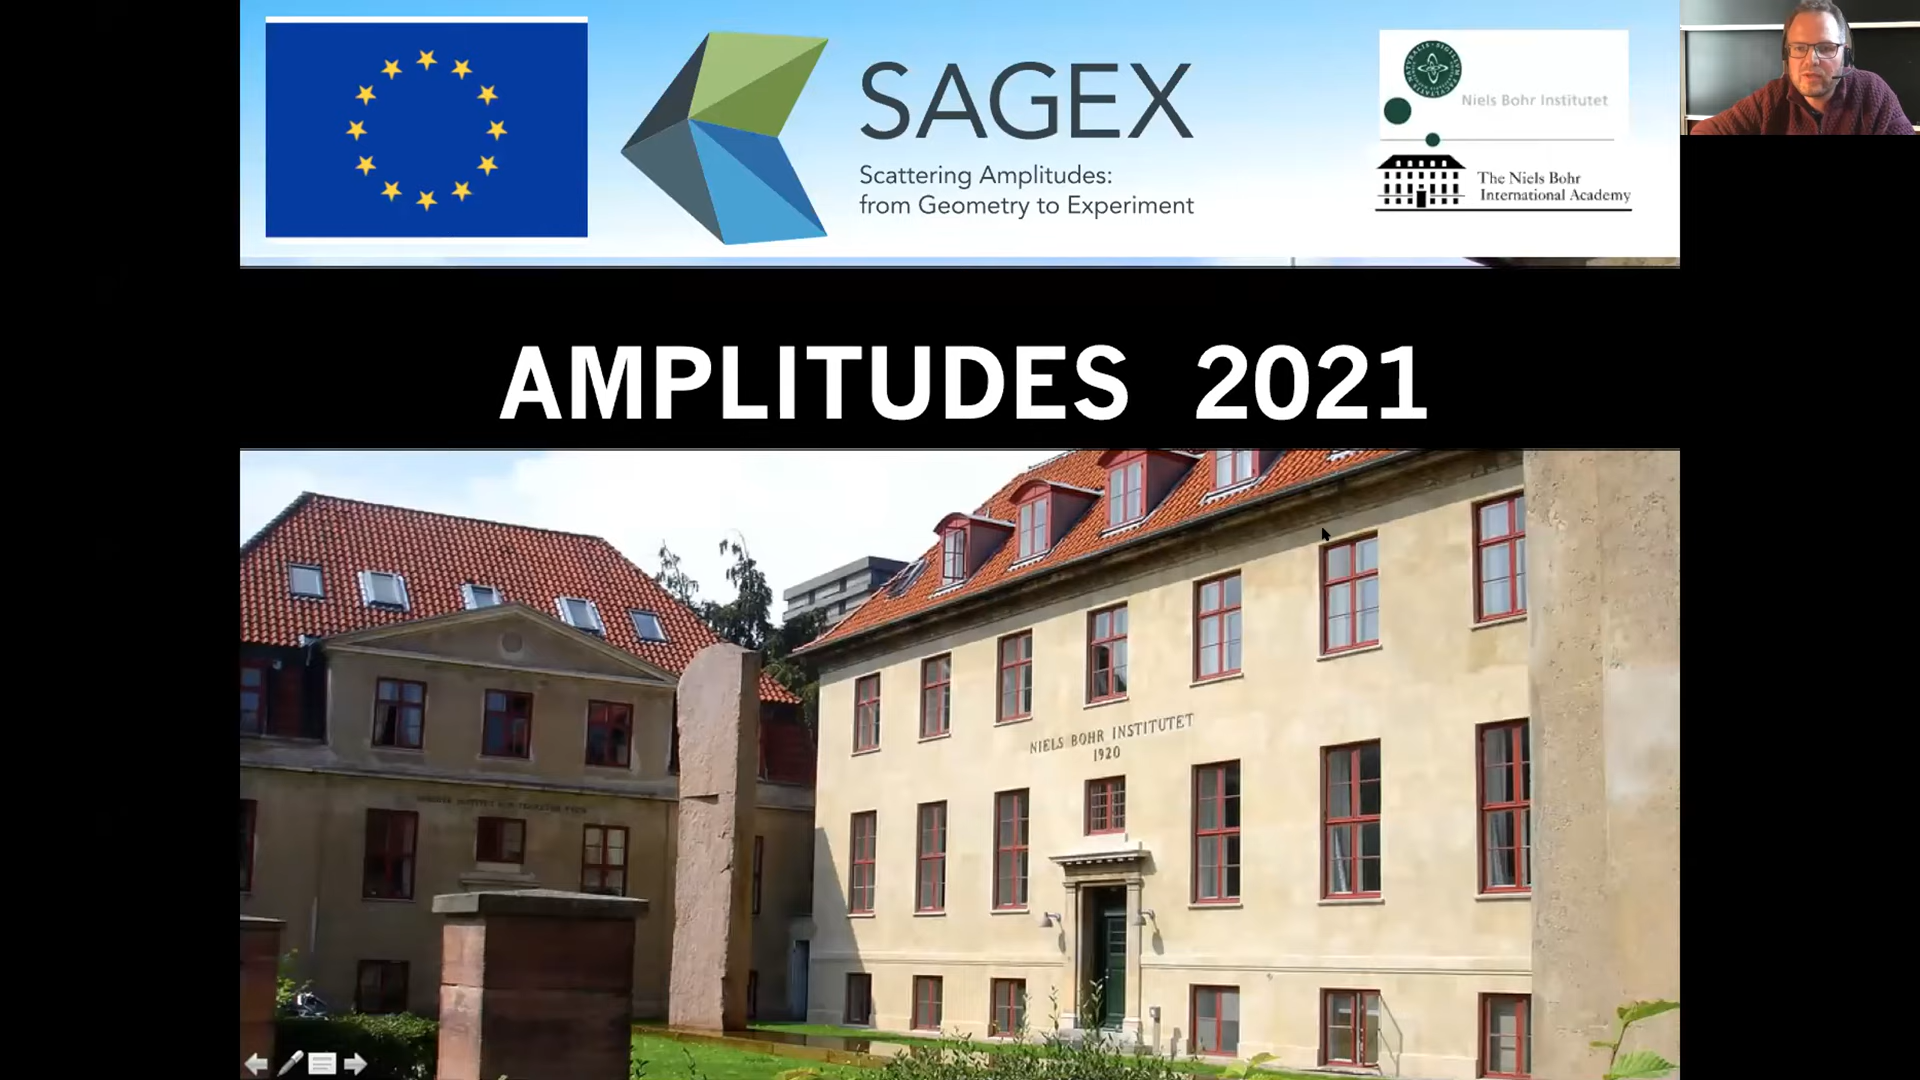 SAGEX
Scattering Amplitudes:
from Geometry to Experiment
Niels Bohr Institutet
The Niels Bohr
International Academy
AMPLITUDES 2021
NIELS BOHR INSTITUTET
1920